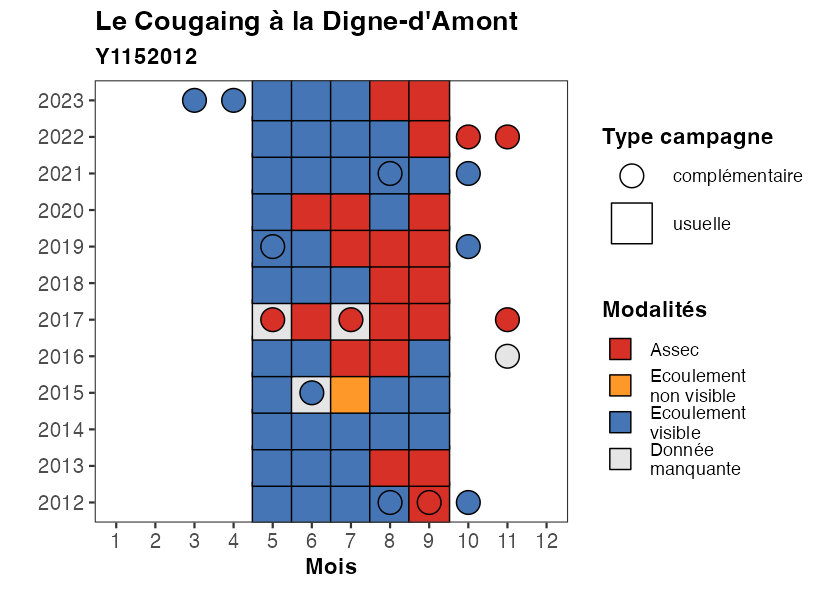 Le Cougaing à la Digne-d'Amont
Y1152012
2023
2022
2021
2020
2019
2018
2017
2016
2015
2014
2013
2012
1 2 3 4 5 6 7 8 9 10 11 12
Mois
Type campagne
complémentaire
usuelle
Modalités
Assec
Ecoulement
non visible
Ecoulement
visible
Donnée
manquante